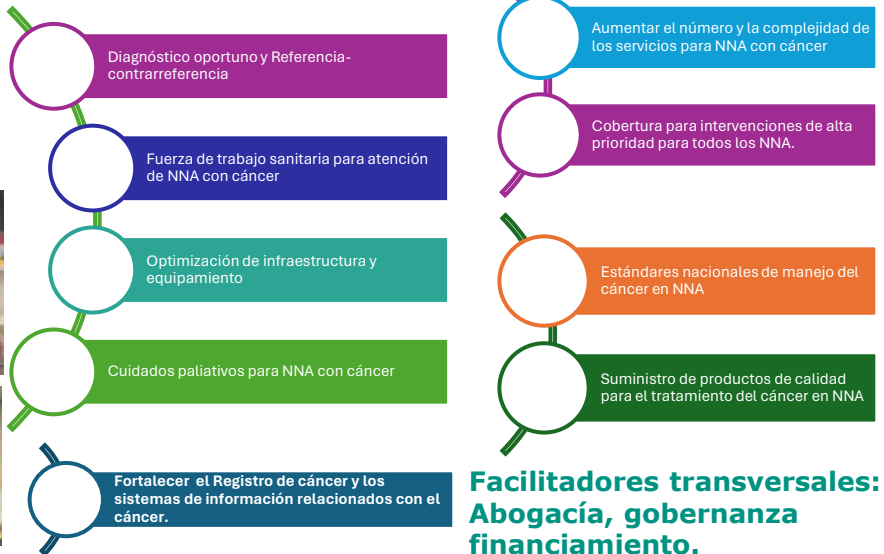 Diagnóstico oportuno y Referencia-
contrarreferencia
Fuerza de trabajo sanitaria para atención
de NNA con cáncer
Optimización de infraestructura y
equipamiento
Cuidados paliativos para NNA con cáncer
Fortalecer el Registro de cáncer y los
sistemas de información relacionados con el
cáncer.
Aumentar el número y la complejidad de
los servicios para NNA con cáncer
Cobertura para intervenciones de alta
prioridad para todos los NNA.
Estándares nacionales de manejo del
cáncer en NNA
Suministro de productos de calidad
para el tratamiento del cáncer en NNA
Facilitadores transversales:
Abogacía, gobernanza
financiamiento.